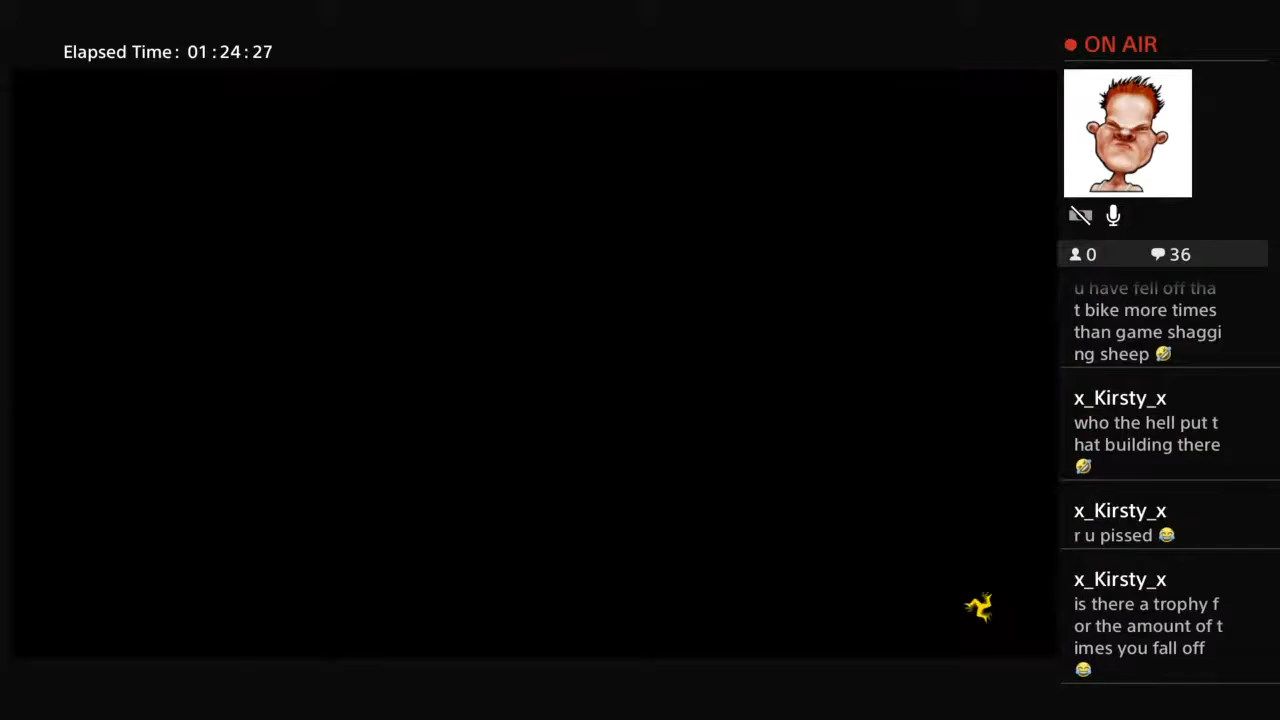 Elapsed Time: 01:24:27
ON AIR
0
36
u have fell off tha
t bike more times
than game shaggi
ng sheep 🤣
x_Kirsty_x
who the hell put t
hat building there
🤣
x_Kirsty_x
r u pissed 😂
x_Kirsty_x
is there a trophy f
or the amount of t
imes you fall off
😂